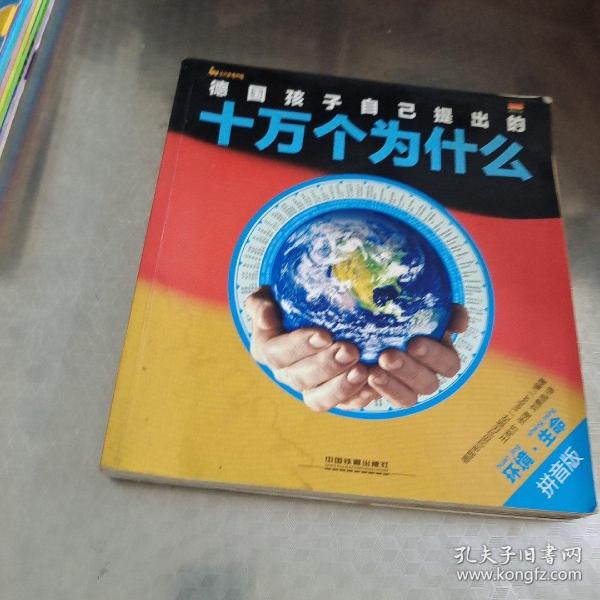 德国孩子自己提出的
十万个为什么
环境·生命
拼音版
中国铁道出版社
孔夫子旧书网
www.kongfz.com